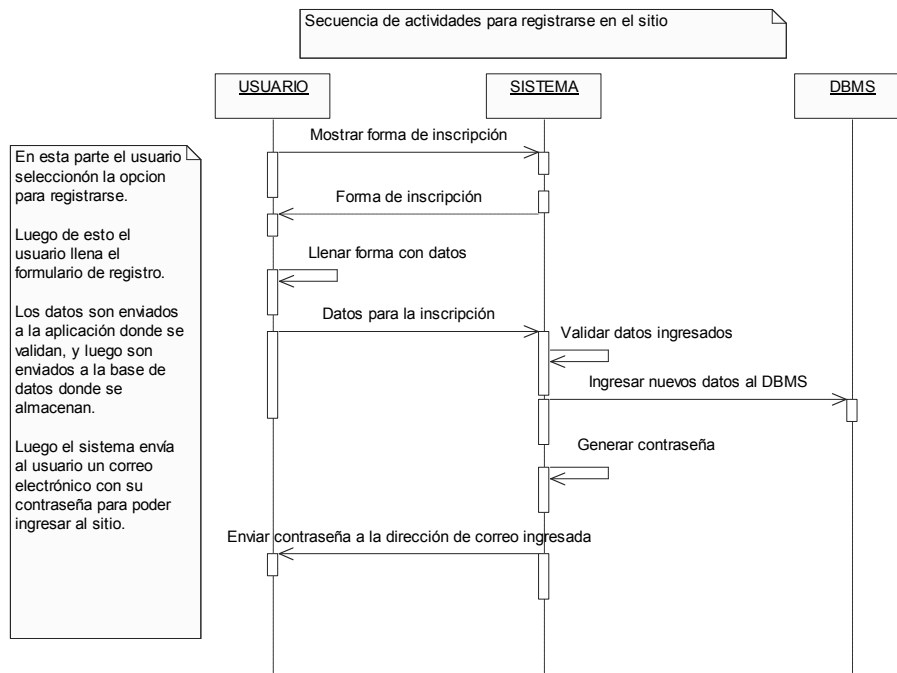 Secuencia de actividades para registrarse en el sitio
USUARIO
SISTEMA
DBMS
Mostrar forma de inscripción
En esta parte el usuario
seleccionón la opcion
para registrarse.
Luego de esto el
usuario llena el
formulario de registro.
Los datos son enviados
a la aplicación donde se
validan, y luego son
enviados a la base de
datos donde se
almacenan.
Luego el sistema envía
al usuario un correo
electrónico con su
contraseña para poder
ingresar al sitio.
Forma de inscripción
Llenar forma con datos
Datos para la inscripción
Validar datos ingresados
Ingresar nuevos datos al DBMS
Generar contraseña
Enviar contraseña a la dirección de correo ingresada